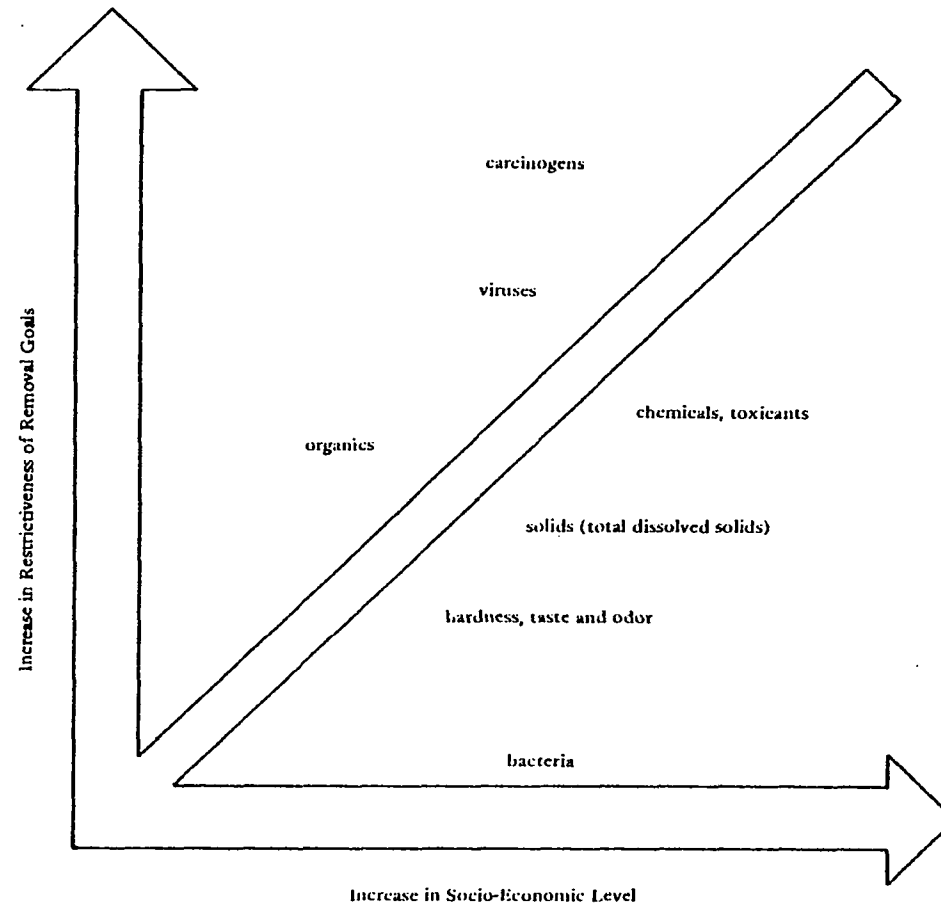 carcinogens
viruses
chemicals, toxicants
organics
solids (total dissolved solids)
hardness, taste and odor
bacteria
Increase in Restrictiveness of Removal Goals
Increase in Socio-Economic Level